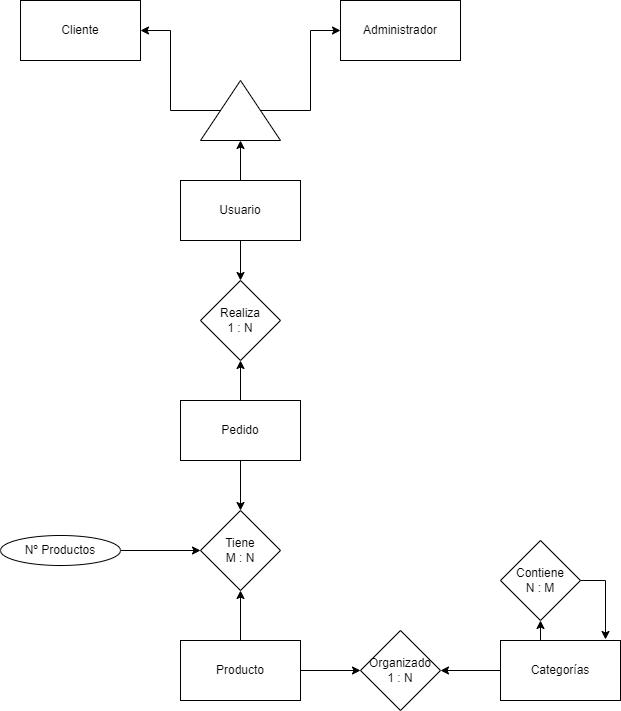 Cliente
Administrador
Usuario
Realiza
1 : N
Pedido
Tiene
M : N
Nº Productos
Contiene
N : M
Producto
Organizado
1 : N
Categorías